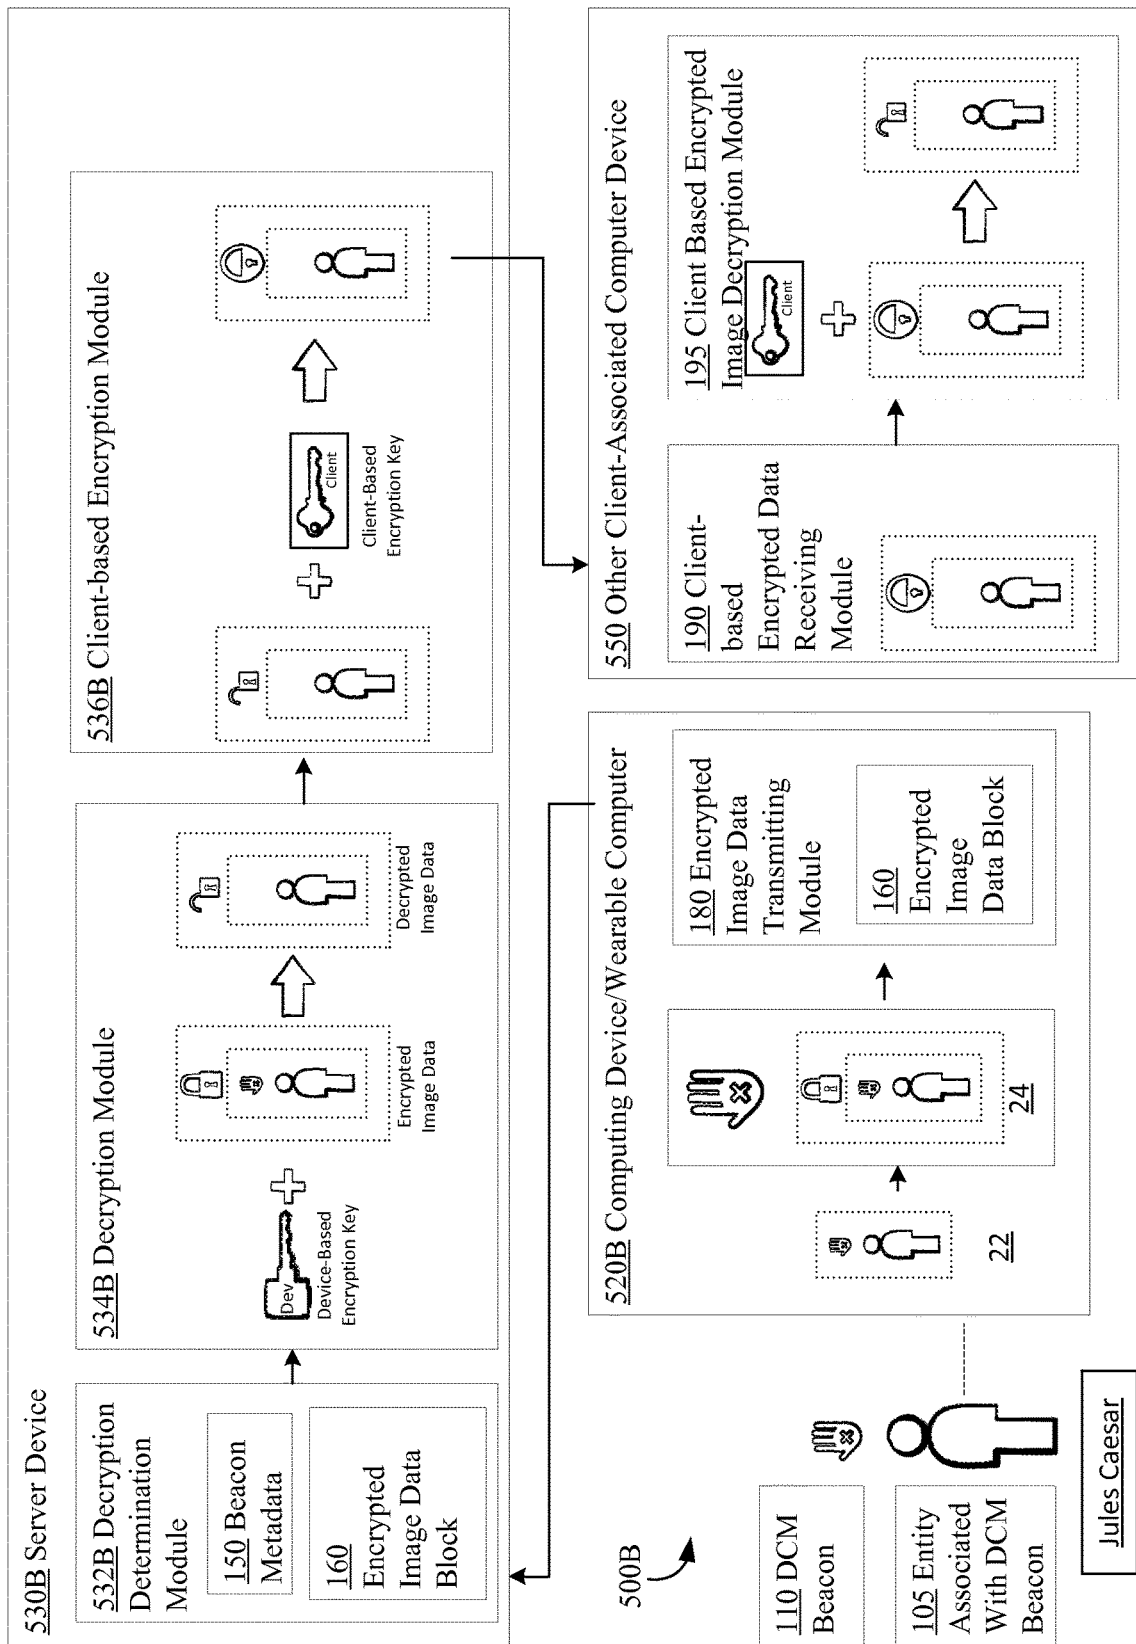 530B Server Device
532B Decryption
Determination
Module
150 Beacon
Metadata
160
Encrypted
Image Data
Block
534B Decryption Module
Dev
Device-Based
Encryption Key
Encrypted
Image Data
Decrypted
Image Data
536B Client-based Encryption Module
Client
Client-Based
Encryption Key
500B
110 DCM
Beacon
105 Entity
Associated
With DCM
Beacon
Jules Caesar
520B Computing Device/Wearable Computer
22
24
180 Encrypted
Image Data
Transmitting
Module
160
Encrypted
Image
Data Block
550 Other Client-Associated Computer Device
190 Client-
based
Encrypted Data
Receiving
Module
195 Client Based Encrypted
Image Decryption Module
Client